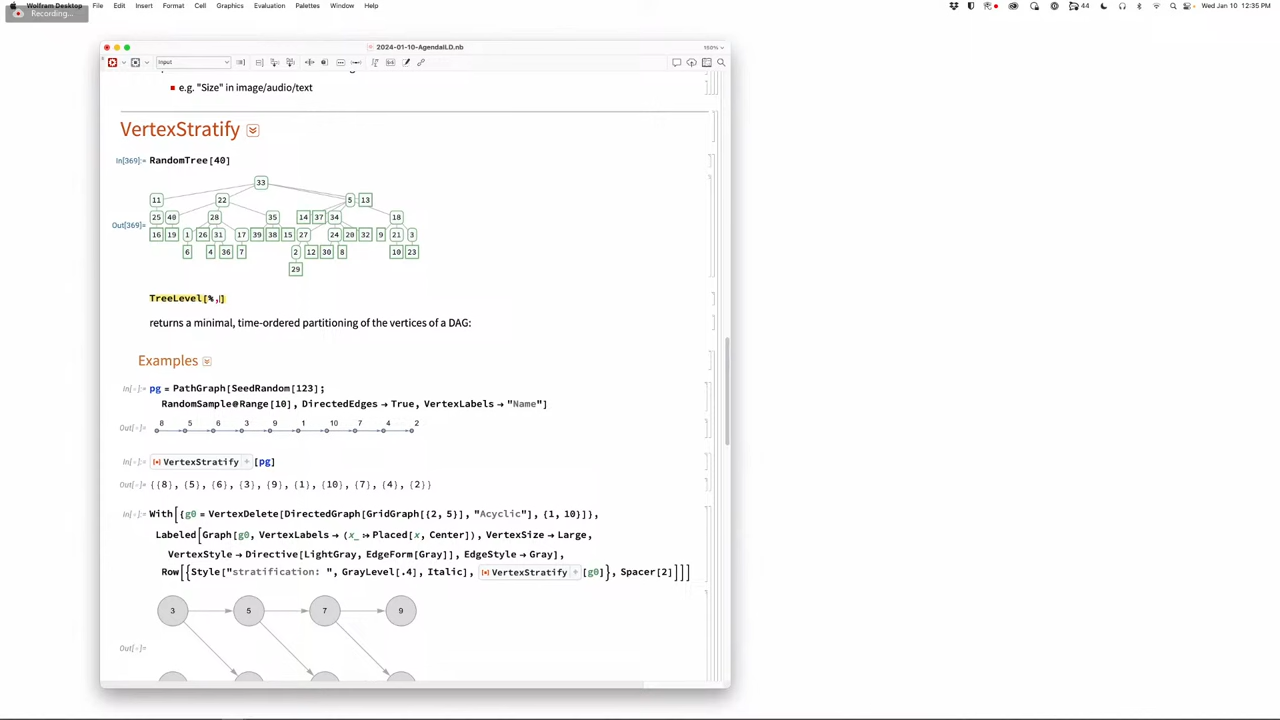 Wolfram Desktop File Edit Insert Format Cell Graphics Evaluation Palettes Window Help
44 Wed Jan 10 12:35 PM
Recording...
2024-01-10-AgendaILD.nb
160%
Input
e.g. "Size" in image/audio/text
VertexStratify
In[369]:= RandomTree[40]
33
11 22 5 13
25 40 28 35 14 37 34 18
Out[369]=
16 19 1 26 31 17 39 38 15 27 24 20 32 9 21 3
6 4 36 7 2 12 30 8 10 23
29
TreeLevel[%,]
returns a minimal, time-ordered partitioning of the vertices of a DAG:
Examples
In[◦]:= pg = PathGraph[SeedRandom[123];
RandomSample@Range[10], DirectedEdges → True, VertexLabels → "Name"]
8 5 6 3 9 1 10 7 4 2
Out[◦]=
In[◦]:= VertexStratify + [pg]
Out[◦]= {{8}, {5}, {6}, {3}, {9}, {1}, {10}, {7}, {4}, {2}}
In[◦]:= With[{g0 = VertexDelete[DirectedGraph[GridGraph[{2, 5}], "Acyclic"], {1, 10}]},
Labeled[Graph[g0, VertexLabels → (x_ :> Placed[x, Center]), VertexSize → Large,
VertexStyle → Directive[LightGray, EdgeForm[Gray]], EdgeStyle → Gray],
Row[{Style["stratification: ", GrayLevel[.4], Italic], VertexStratify + [g0]}, Spacer[2]]]]
3 5 7 9
Out[◦]=